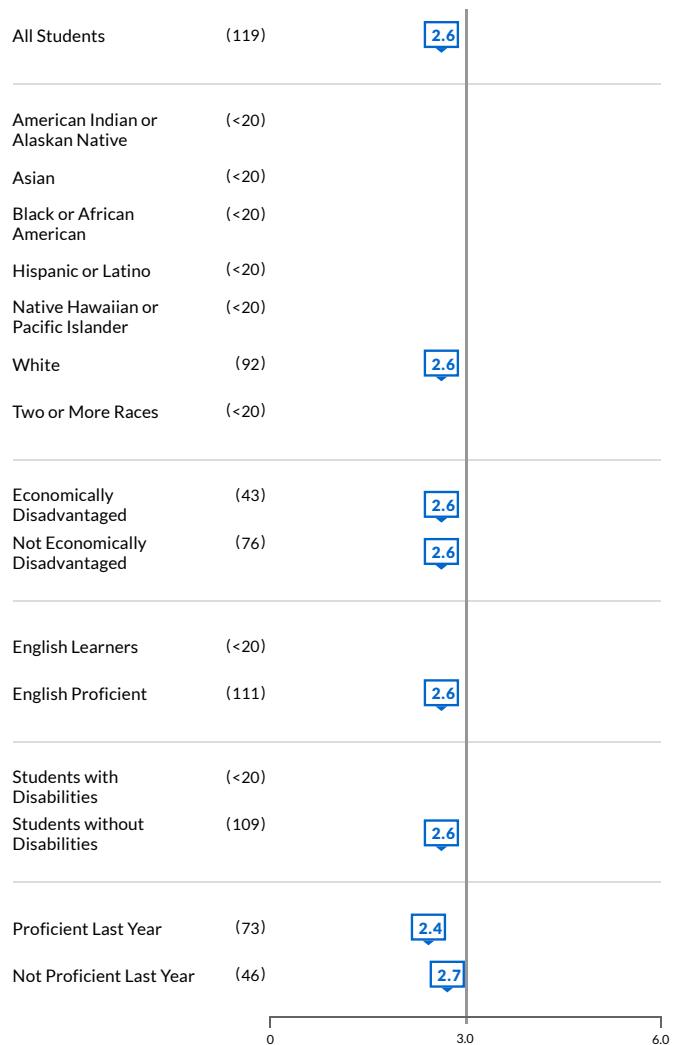 All Students (119) 2.6
American Indian or (<20)
Alaskan Native
Asian (<20)
Black or African (<20)
American
Hispanic or Latino (<20)
Native Hawaiian or (<20)
Pacific Islander
White (92) 2.6
Two or More Races (<20)
Economically (43) 2.6
Disadvantaged
Not Economically (76) 2.6
Disadvantaged
English Learners (<20)
English Proficient (111) 2.6
Students with (<20)
Disabilities
Students without (109) 2.6
Disabilities
Proficient Last Year (73) 2.4
Not Proficient Last Year (46) 2.7
0 3.0 6.0